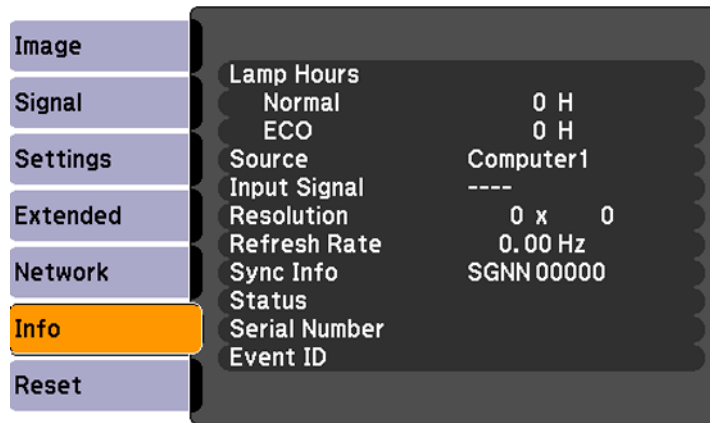 Image
Signal
Settings
Extended
Network
Info
Reset
Lamp Hours
Normal 0 H
ECO 0 H
Source Computer1
Input Signal ----
Resolution 0 x 0
Refresh Rate 0.00 Hz
Sync Info SGNN 00000
Status
Serial Number
Event ID